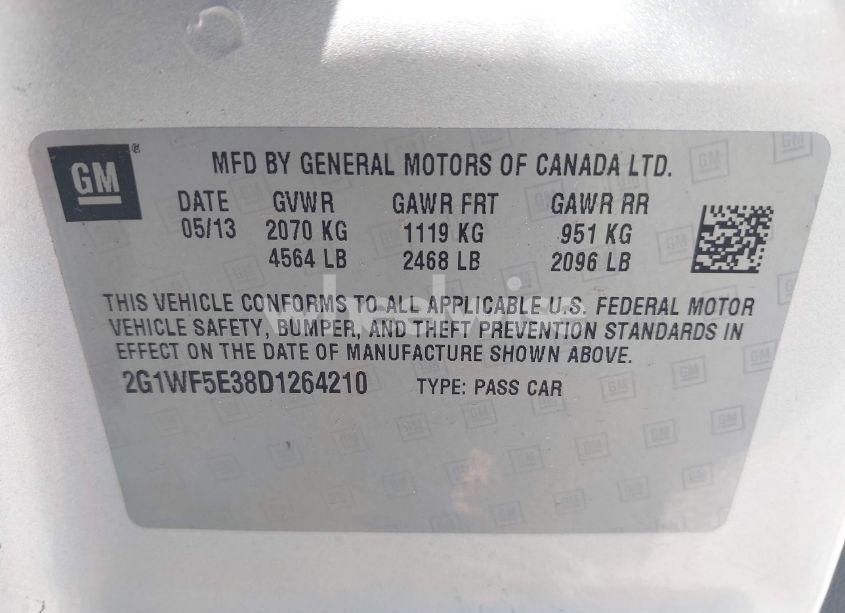 GM®
MFD BY GENERAL MOTORS OF CANADA LTD.
DATE GVWR GAWR FRT GAWR RR
05/13 2070 KG 1119 KG 951 KG
4564 LB 2468 LB 2096 LB
THIS VEHICLE CONFORMS TO ALL APPLICABLE U.S. FEDERAL MOTOR
VEHICLE SAFETY, BUMPER, AND THEFT PREVENTION STANDARDS IN
EFFECT ON THE DATE OF MANUFACTURE SHOWN ABOVE.
2G1WF5E38D1264210 TYPE: PASS CAR